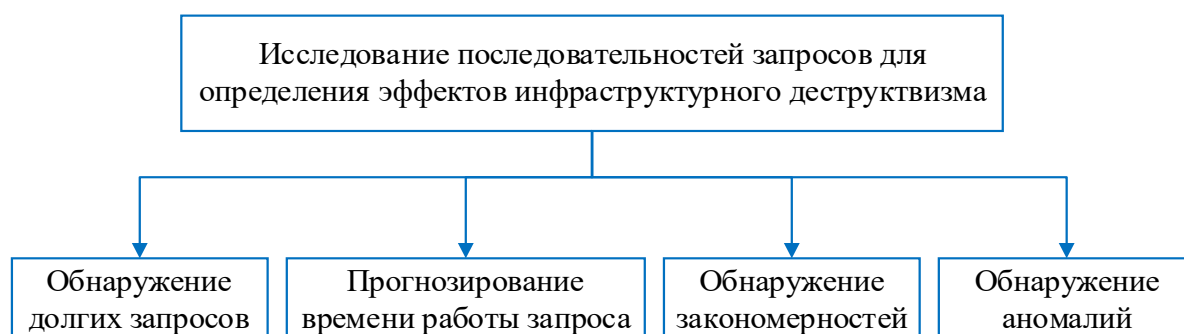 Исследование последовательностей запросов для
определения эффектов инфраструктурного деструктвизма
Обнаружение
долгих запросов
Прогнозирование
времени работы запроса
Обнаружение
закономерностей
Обнаружение
аномалий